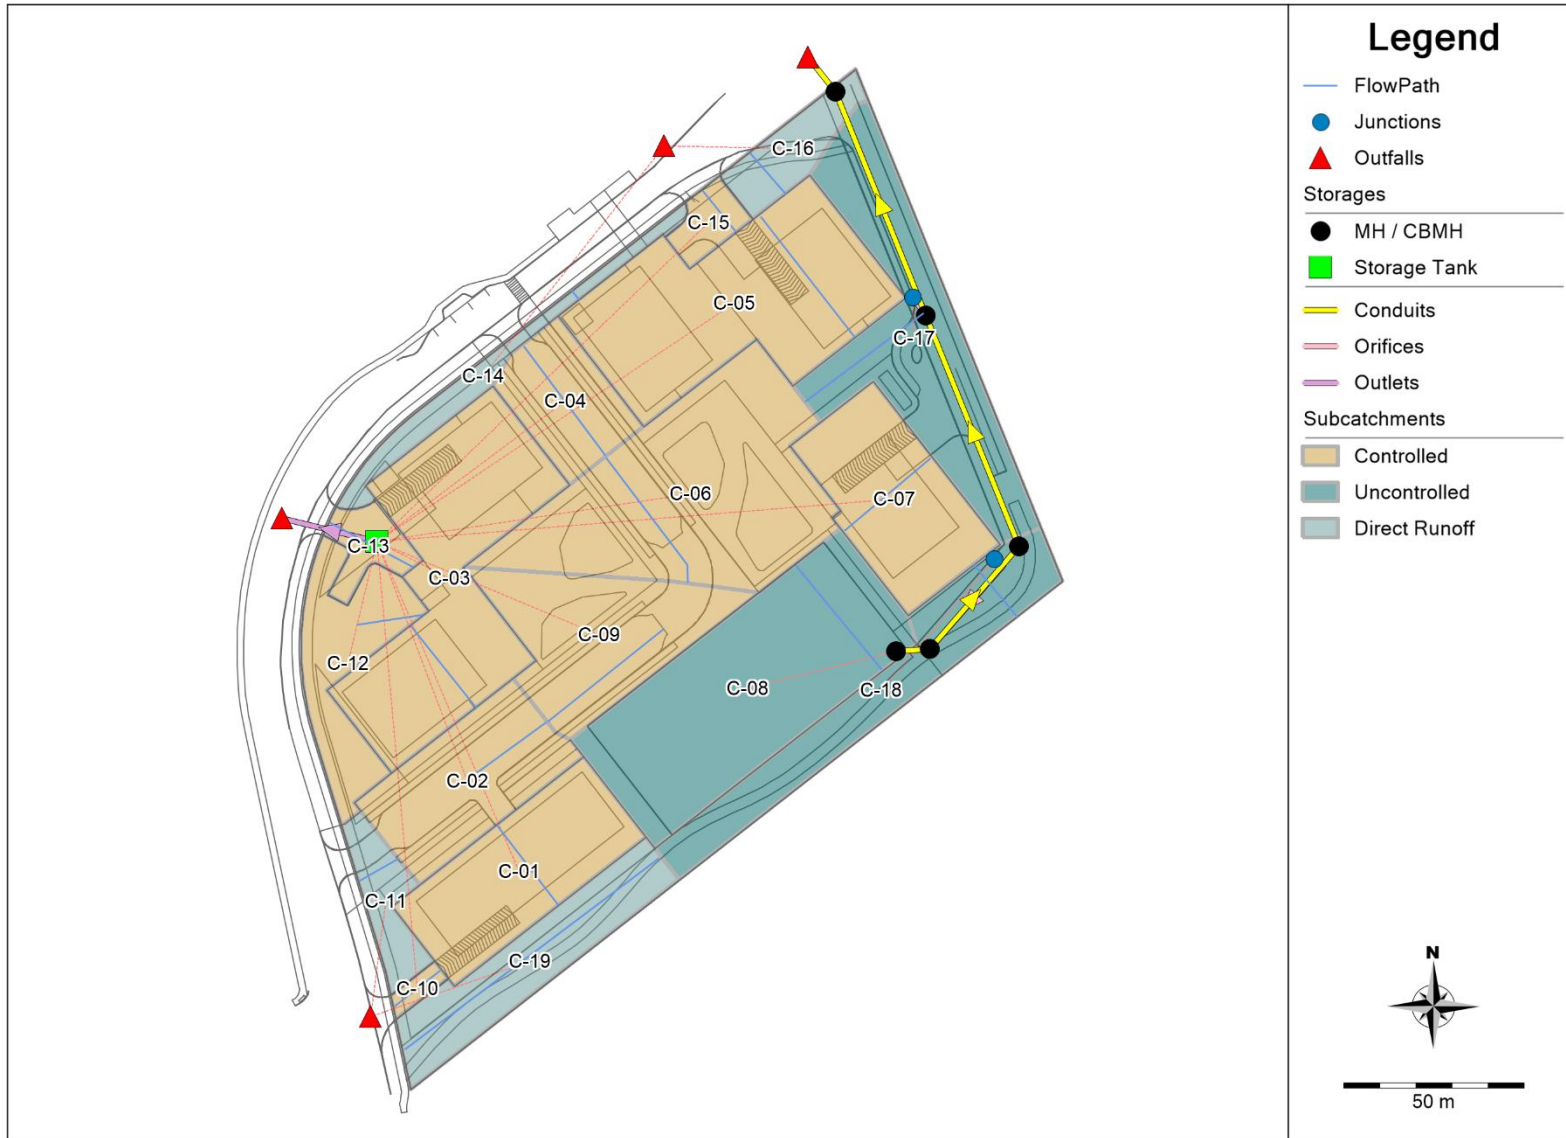 Legend
FlowPath
Junctions
Outfalls
Storages
MH / CBMH
Storage Tank
Conduits
Orifices
Outlets
Subcatchments
Controlled
Uncontrolled
Direct Runoff
C-16
C-15
C-05
C-17
C-14
C-04
C-06
C-07
C-13
C-03
C-09
C-12
C-08
C-18
C-02
C-01
C-11
C-19
C-10
N
50 m